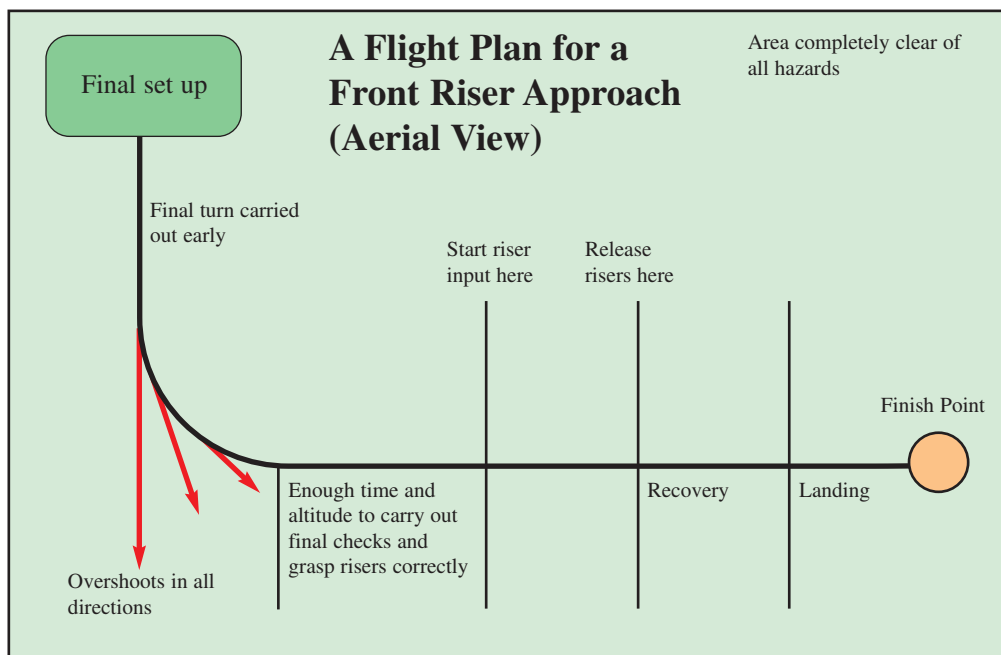 Final set up
A Flight Plan for a
Front Riser Approach
(Aerial View)
Area completely clear of
all hazards
Final turn carried
out early
Start riser
input here
Release
risers here
Finish Point
Enough time and
altitude to carry out
final checks and
grasp risers correctly
Recovery
Landing
Overshoots in all
directions